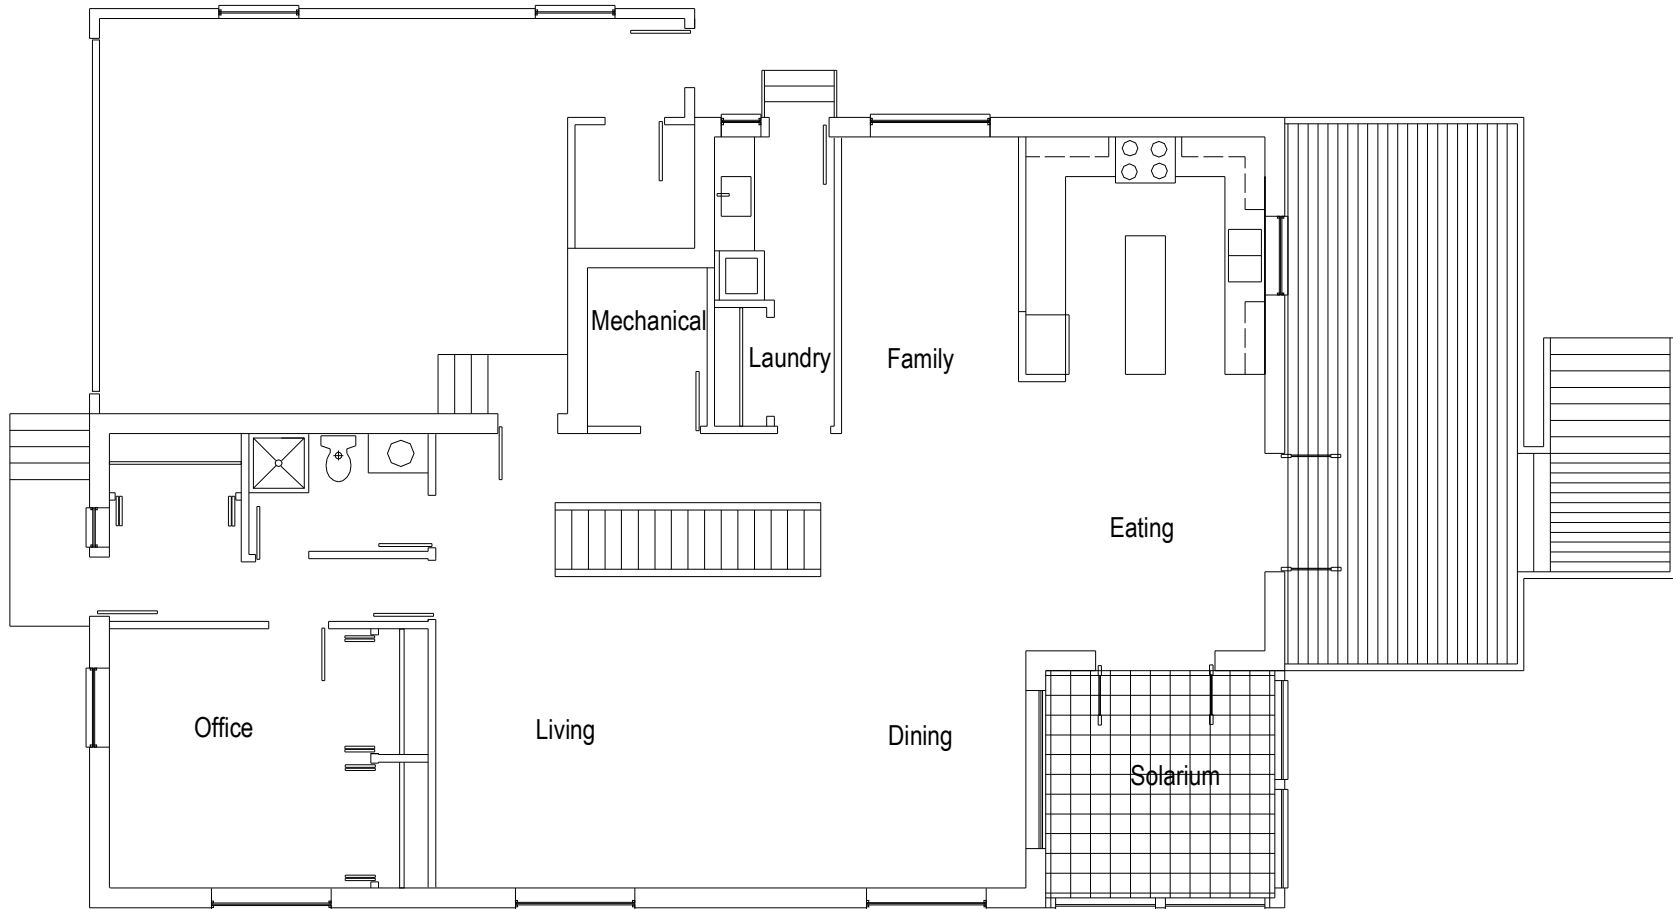 Mechanical
Laundry
Family
Eating
Office
Living
Dining
Solarium